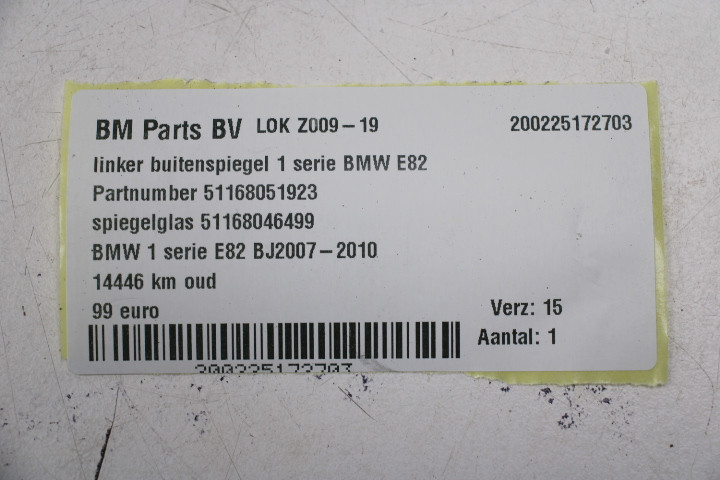 BM Parts BV LOK Z009-19 200225172703
linker buitenspiegel 1 serie BMW E82
Partnumber 51168051923
spiegelglas 51168046499
BMW 1 serie E82 BJ2007-2010
14446 km oud
99 euro Verz: 15
Aantal: 1
200225172703